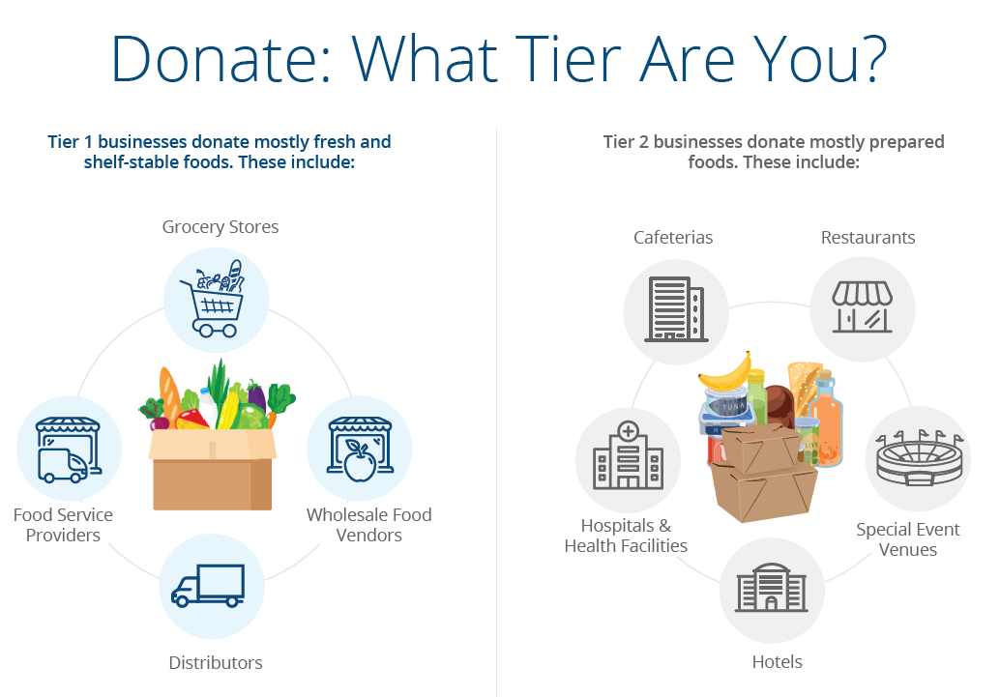 Donate: What Tier Are You?
Tier 1 businesses donate mostly fresh and
shelf-stable foods. These include:
Grocery Stores
Food Service
Providers
Wholesale Food
Vendors
Distributors
Tier 2 businesses donate mostly prepared
foods. These include:
Cafeterias
Restaurants
TUNA
Hospitals &
Health Facilities
Special Event
Venues
Hotels